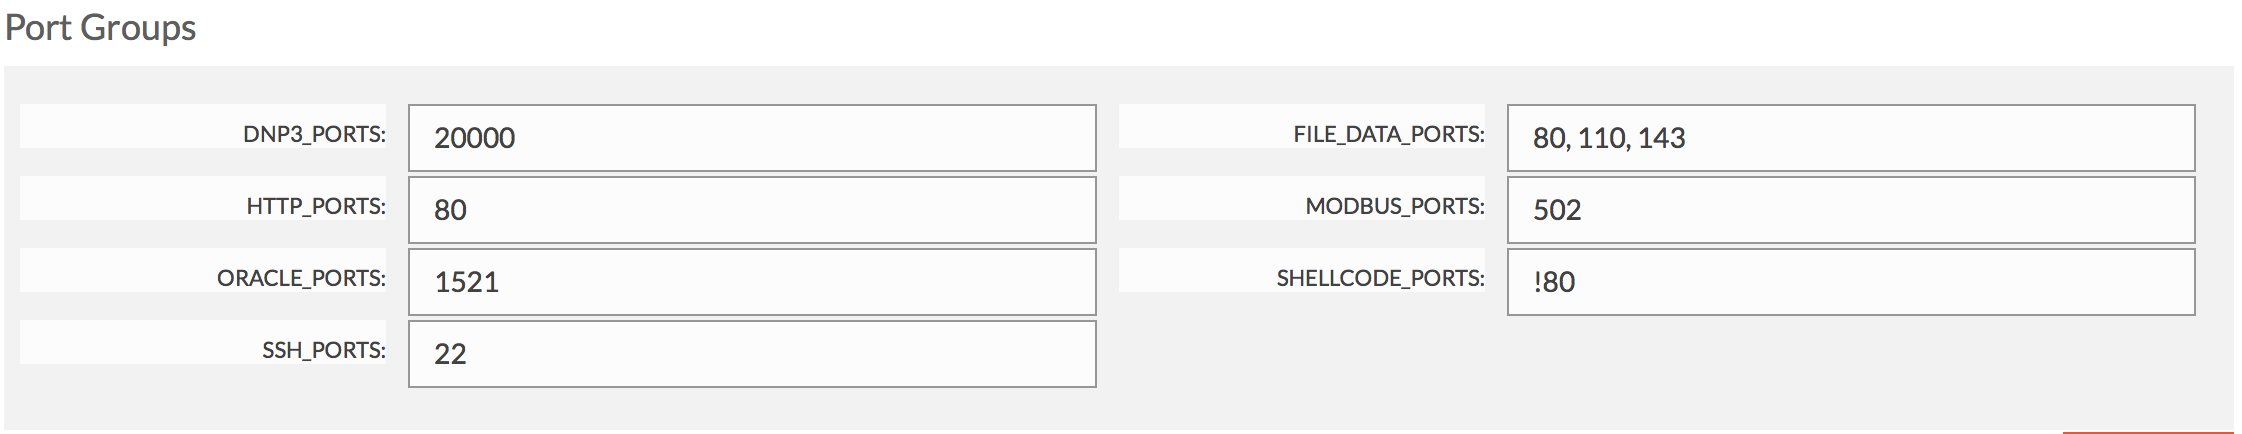 Port Groups
DNP3_PORTS: 20000 FILE_DATA_PORTS: 80, 110, 143
HTTP_PORTS: 80 MODBUS_PORTS: 502
ORACLE_PORTS: 1521 SHELLCODE_PORTS: !80
SSH_PORTS: 22